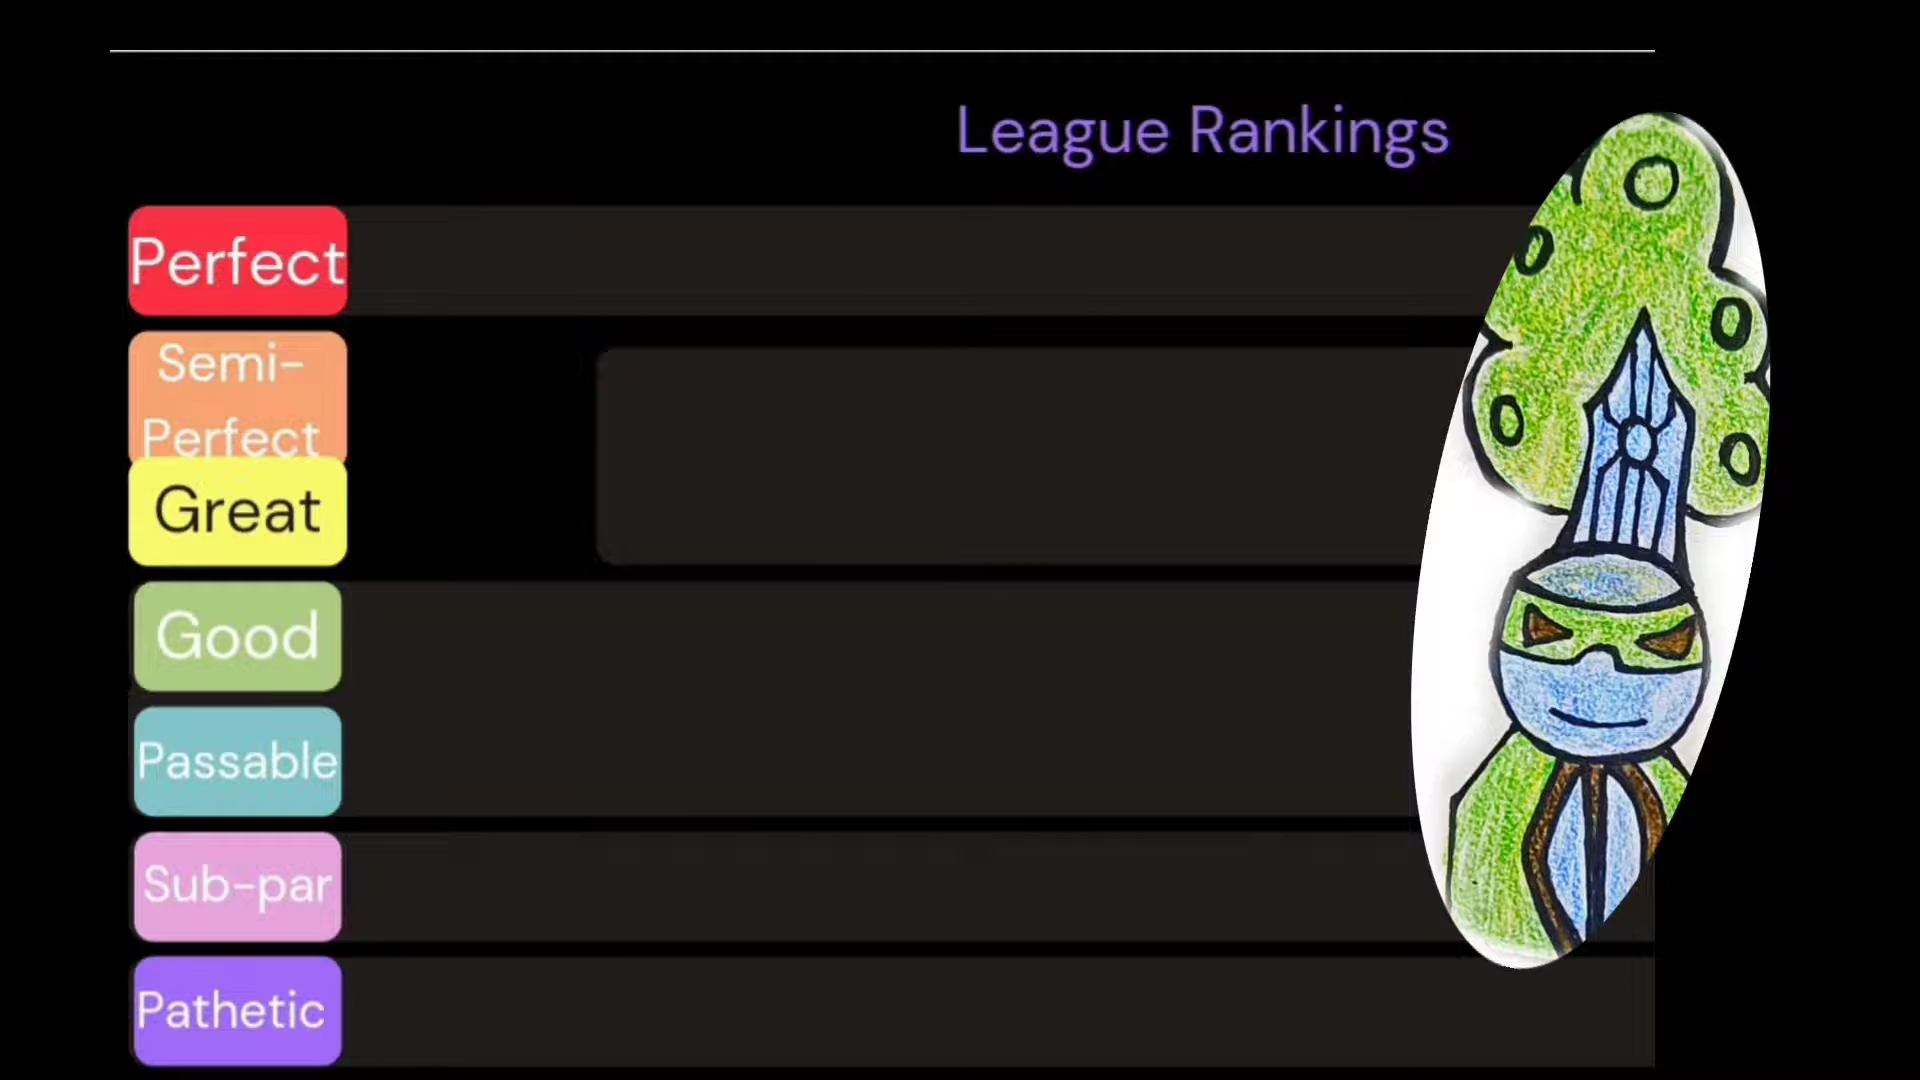 League Rankings
Perfect
Semi-
Perfect
Great
Good
Passable
Sub-par
Pathetic